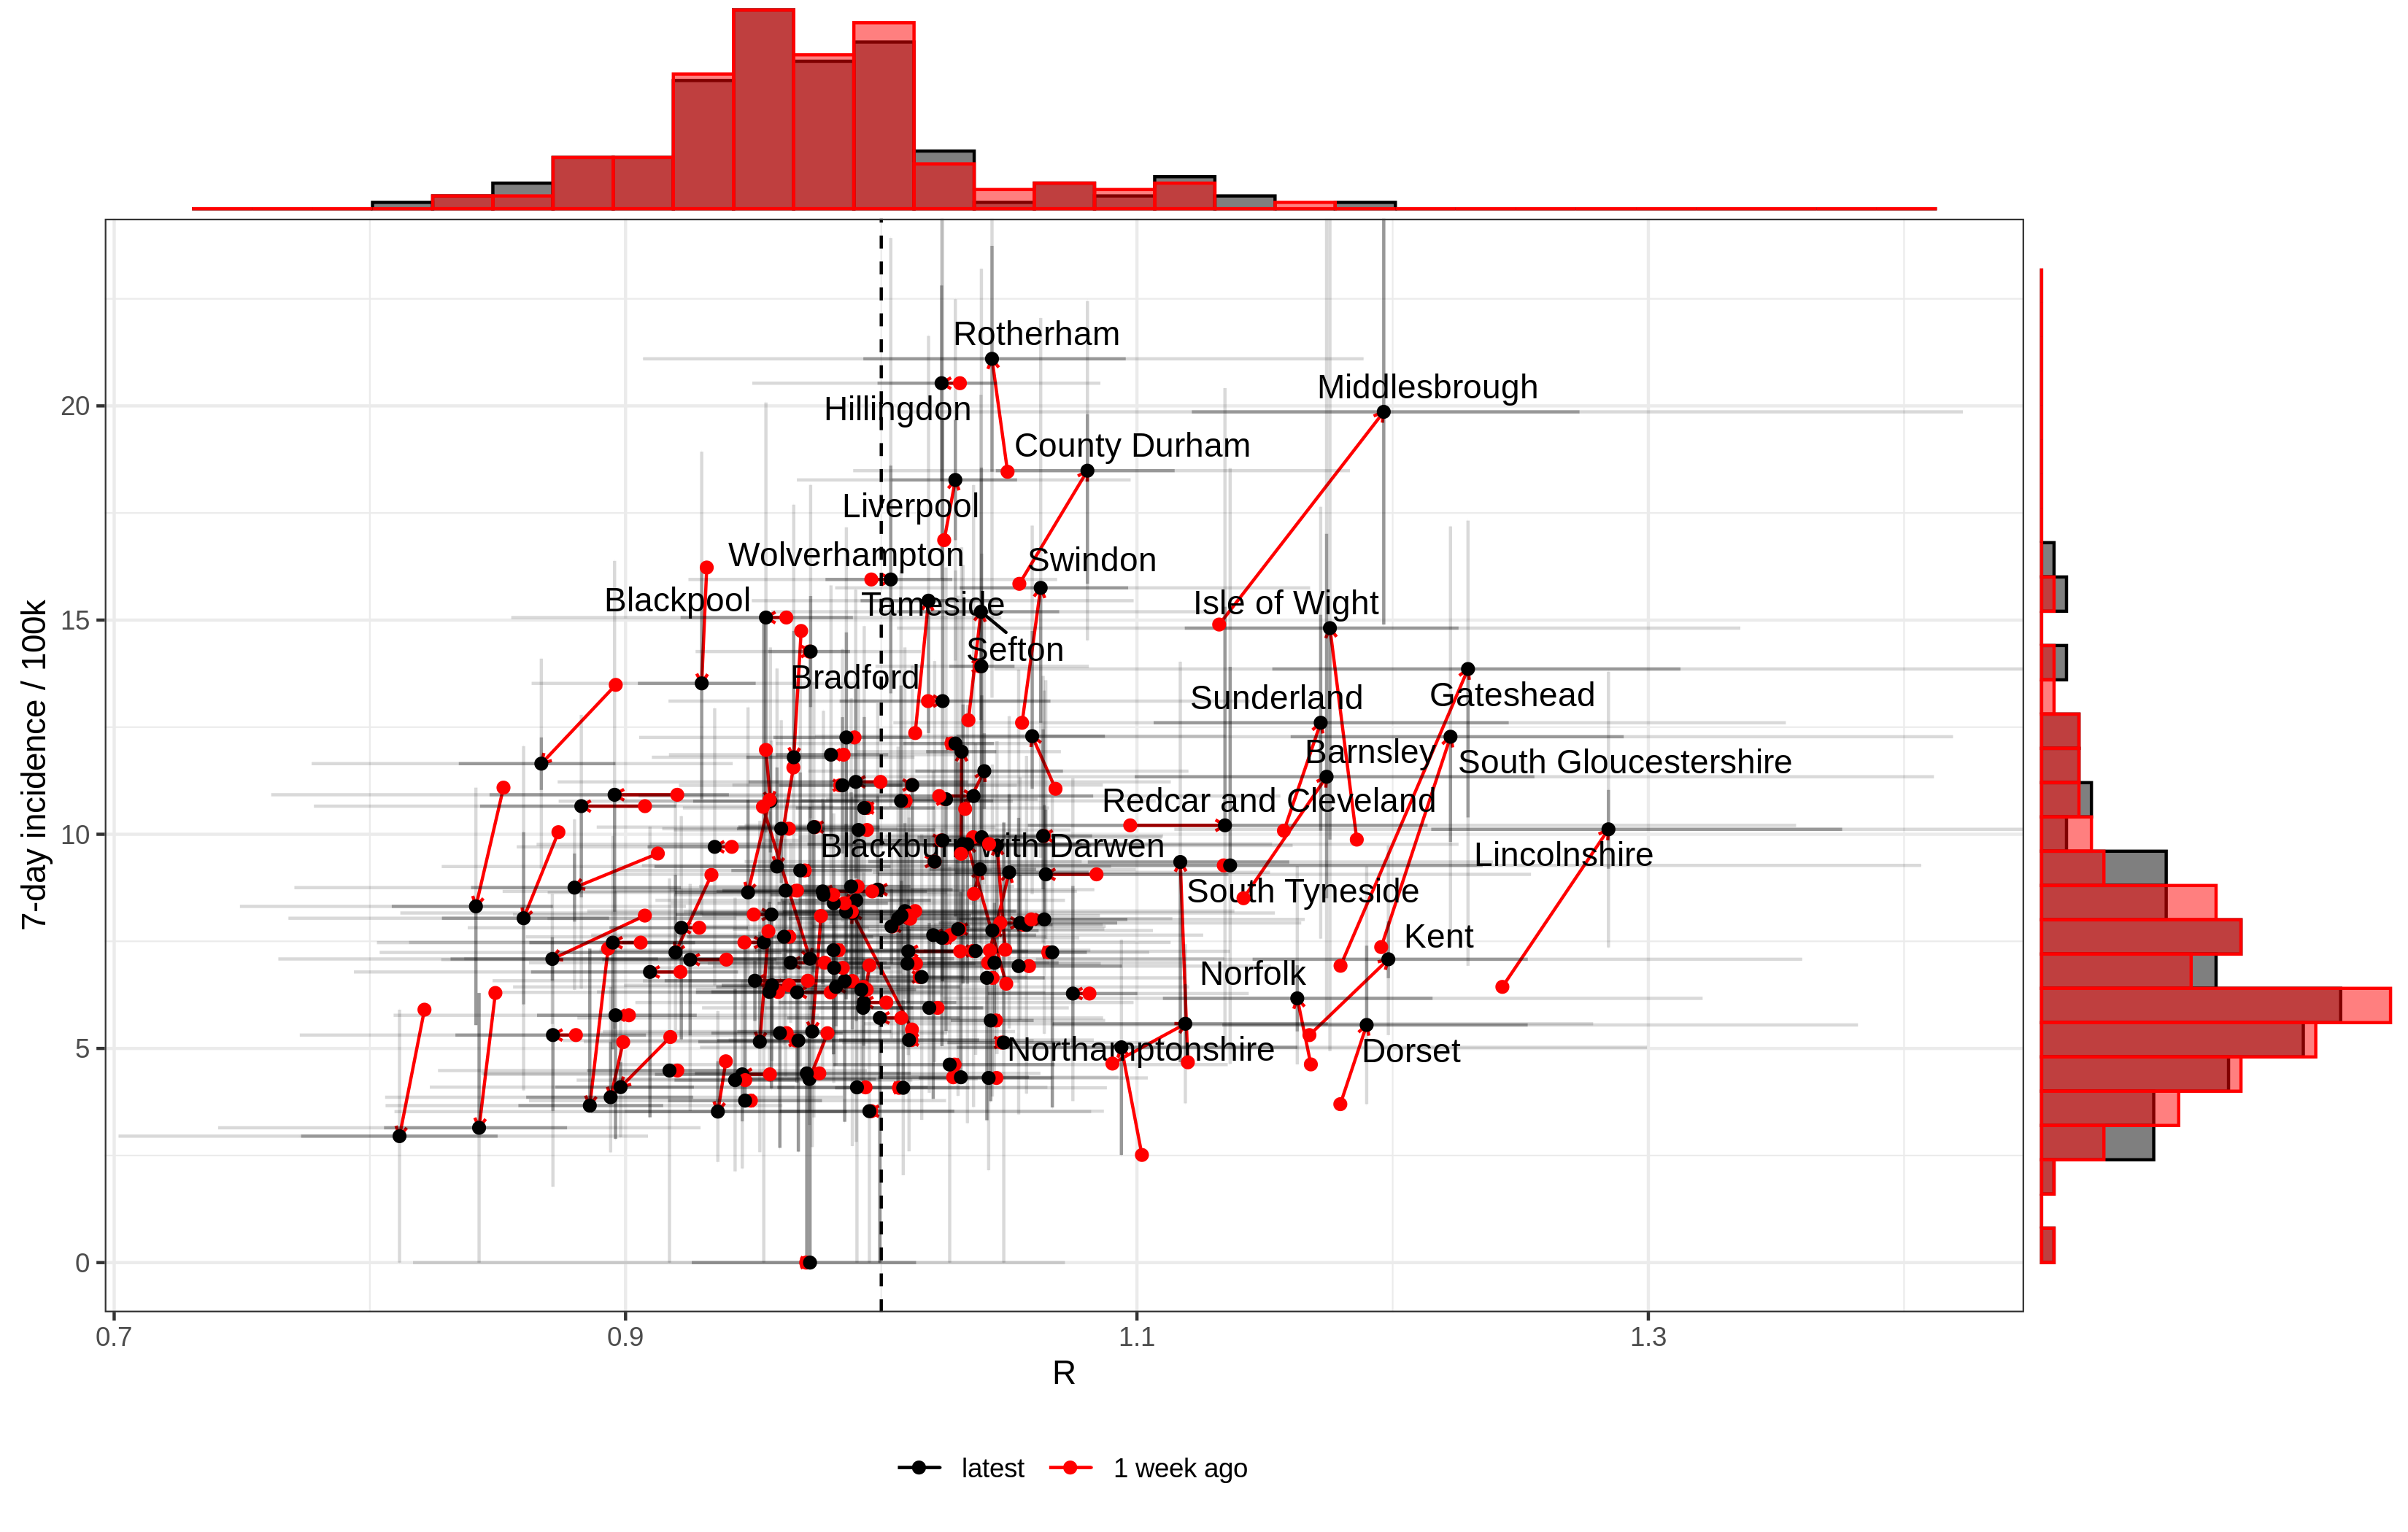 Rotherham
Middlesbrough
20
Hillingdon
County Durham
Liverpool
Wolverhampton
Swindon
Blackpool
Tameside
Isle of Wight
15
Sefton
Bradford
Sunderland
Gateshead
Barnsley
South Gloucestershire
7-day incidence / 100k
Redcar and Cleveland
10
Blackburn with Darwen
Lincolnshire
South Tyneside
Kent
Norfolk
5
Northamptonshire
Dorset
0
0.7
0.9
1.1
1.3
R
latest
1 week ago